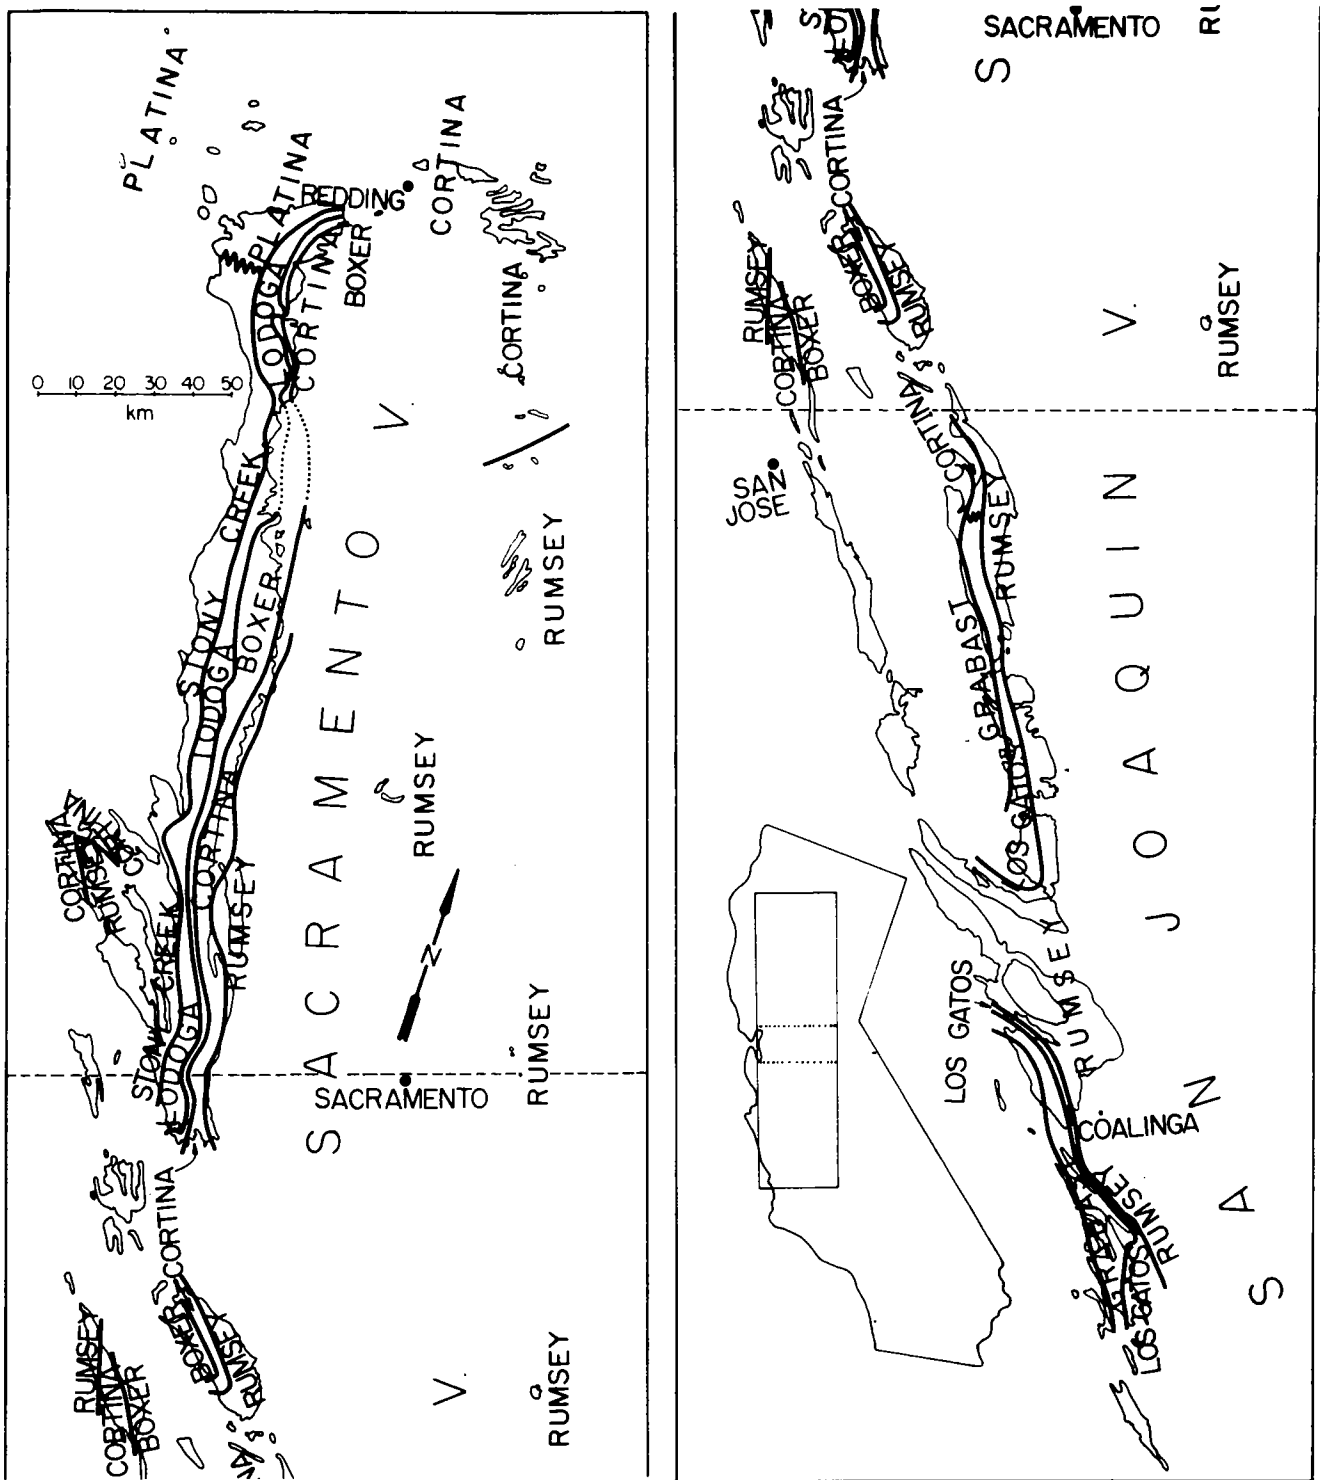 PLATINA
PLATINA
REDDING
CORTINA
LODOGA
CORTINA
BOXER
CORTINA
0 10 20 30 40 50
km
V.
STONY CREEK
LODOGA
BOXER
CORTINA
RUMSEY
RUMSEY
RUMSEY
SACRAMENTO
CORTINA
RUMSEY
RUMSEY
N
STONY CREEK
LODOGA
RUMSEY
SACRAMENTO
CORTINA
BOXER
RUMSEY
RUMSEY
CORTINA
BOXER
V.
RUMSEY
SACRAMENTO
RU
S
CORTINA
BOXER
RUMSEY
RUMSEY
CORTINA
BOXER
V.
RUMSEY
CORTINA
SAN
JOSE
RUMSEY
GRABAST
LOS GATOS
SAN JOAQUIN
RUMSEY
LOS GATOS
COALINGA
GRABAST
RUMSEY
LOS GATOS